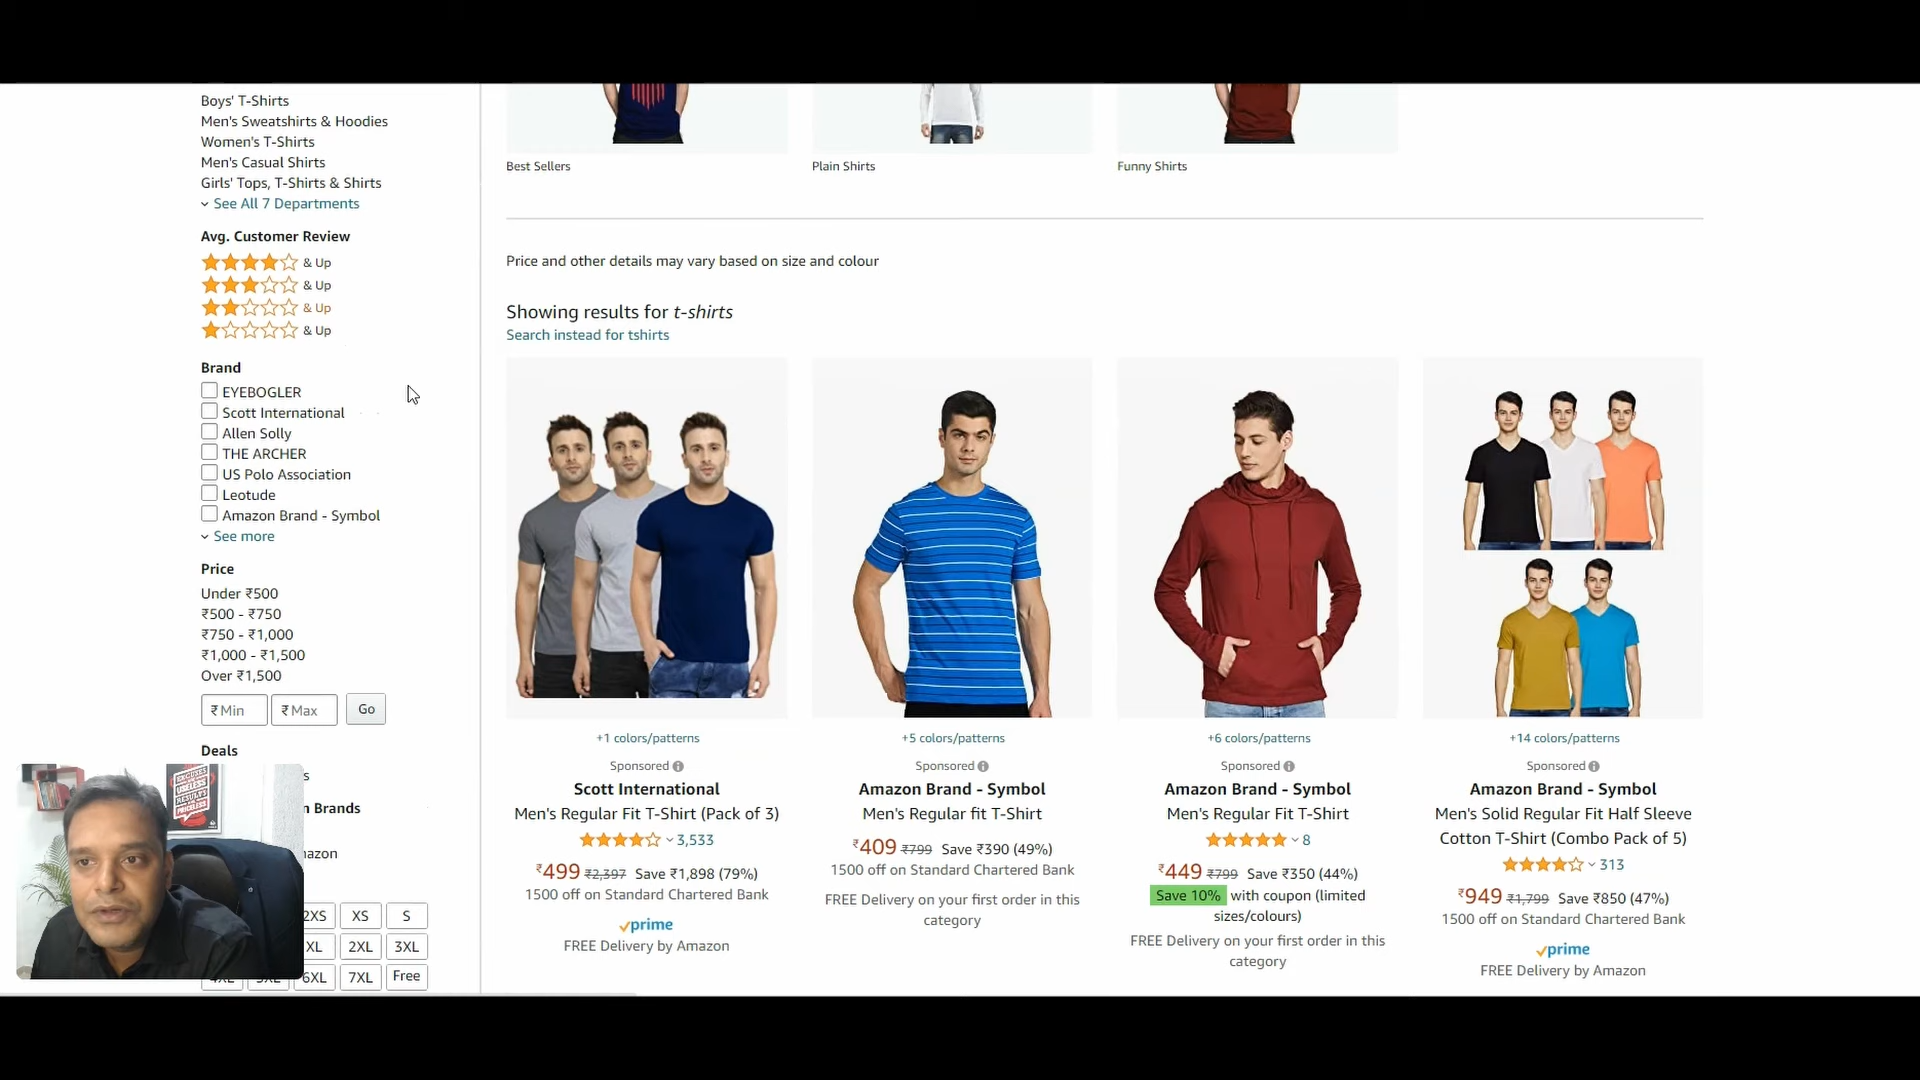 Boys' T-Shirts
Men's Sweatshirts & Hoodies
Women's T-Shirts
Men's Casual Shirts
Girls' Tops, T-Shirts & Shirts
See All 7 Departments
Avg. Customer Review
& Up
& Up
& Up
& Up
Brand
EYEBOGLER
Scott International
Allen Solly
THE ARCHER
US Polo Association
Leotude
Amazon Brand - Symbol
See more
Price
Under ₹500
₹500 - ₹750
₹750 - ₹1,000
₹1,000 - ₹1,500
Over ₹1,500
₹ Min ₹ Max Go
Deals
n Brands
2XS XS S
XL 2XL 3XL
6XL 7XL Free
USELESS
RESULTS
PRICELESS
Best Sellers
Plain Shirts
Funny Shirts
Price and other details may vary based on size and colour
Showing results for t-shirts
Search instead for tshirts
+1 colors/patterns
Sponsored
Scott International
Men's Regular Fit T-Shirt (Pack of 3)
3,533
₹499 ₹2,397 Save ₹1,898 (79%)
1500 off on Standard Chartered Bank
prime
FREE Delivery by Amazon
+5 colors/patterns
Sponsored
Amazon Brand - Symbol
Men's Regular fit T-Shirt
₹409 ₹799 Save ₹390 (49%)
1500 off on Standard Chartered Bank
FREE Delivery on your first order in this
category
+6 colors/patterns
Sponsored
Amazon Brand - Symbol
Men's Regular Fit T-Shirt
8
₹449 ₹799 Save ₹350 (44%)
Save 10% with coupon (limited
sizes/colours)
FREE Delivery on your first order in this
category
+14 colors/patterns
Sponsored
Amazon Brand - Symbol
Men's Solid Regular Fit Half Sleeve
Cotton T-Shirt (Combo Pack of 5)
313
₹949 ₹1,799 Save ₹850 (47%)
1500 off on Standard Chartered Bank
prime
FREE Delivery by Amazon